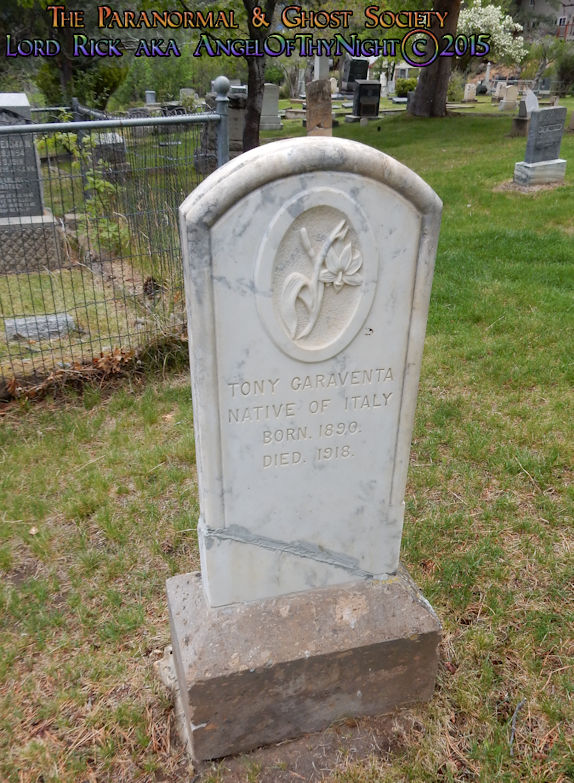 The Paranormal & Ghost Society
Lord Rick aka AngelOfThyNight © 2015
TONY GARAVENTA
NATIVE OF ITALY
BORN. 1890.
DIED. 1918.